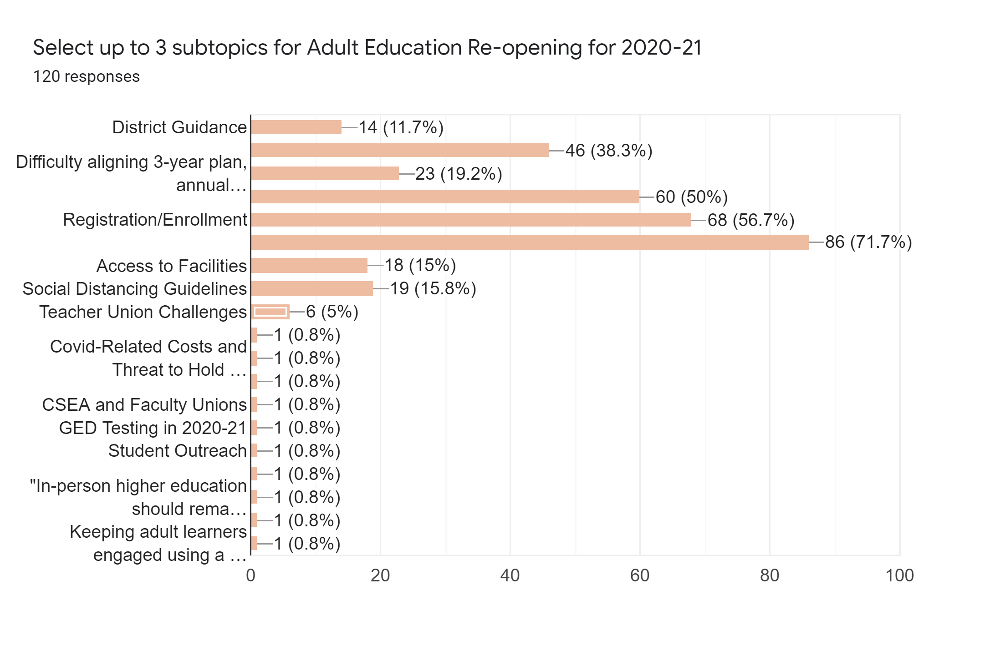 Select up to 3 subtopics for Adult Education Re-opening for 2020-21
120 responses
District Guidance
14 (11.7%)
46 (38.3%)
Difficulty aligning 3-year plan,
annual…
23 (19.2%)
60 (50%)
Registration/Enrollment
68 (56.7%)
86 (71.7%)
Access to Facilities
18 (15%)
Social Distancing Guidelines
19 (15.8%)
Teacher Union Challenges
6 (5%)
1 (0.8%)
Covid-Related Costs and
Threat to Hold …
1 (0.8%)
1 (0.8%)
CSEA and Faculty Unions
1 (0.8%)
GED Testing in 2020-21
1 (0.8%)
Student Outreach
1 (0.8%)
1 (0.8%)
"In-person higher education
should rema…
1 (0.8%)
1 (0.8%)
Keeping adult learners
engaged using a …
1 (0.8%)
0 20 40 60 80 100